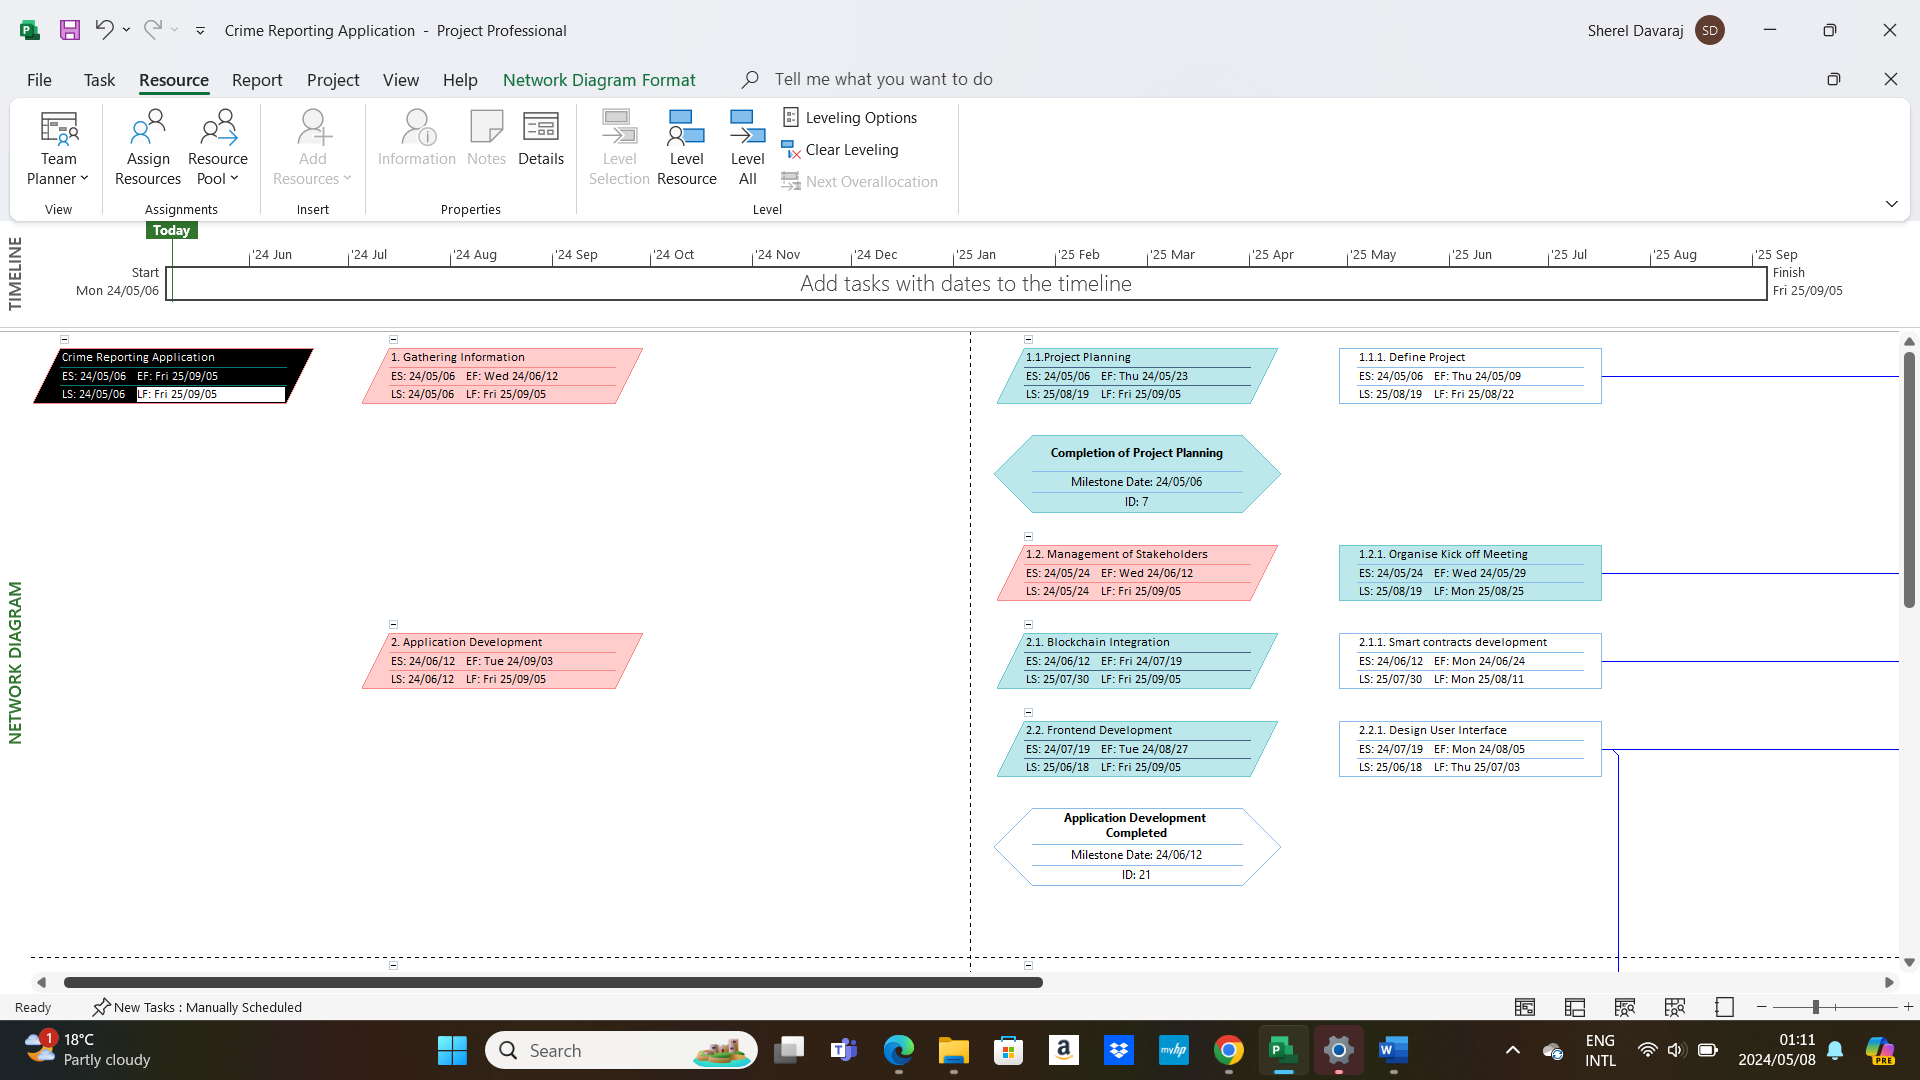 Crime Reporting Application - Project Professional
Sherel Davaraj
SD
File Task Resource Report Project View Help Network Diagram Format Tell me what you want to do
Team Planner
Assign Resources
Resource Pool
Add Resources
Information
Notes
Details
Level Selection
Level Resource
Level All
Leveling Options
Clear Leveling
Next Overallocation
View Assignments Insert Properties Level
Today
TIMELINE
'24 Jun '24 Jul '24 Aug '24 Sep '24 Oct '24 Nov '24 Dec '25 Jan '25 Feb '25 Mar '25 Apr '25 May '25 Jun '25 Jul '25 Aug '25 Sep
Start
Mon 24/05/06
Add tasks with dates to the timeline
Finish
Fri 25/09/05
NETWORK DIAGRAM
Crime Reporting Application
ES: 24/05/06 EF: Fri 25/09/05
LS: 24/05/06 LF: Fri 25/09/05
1. Gathering Information
ES: 24/05/06 EF: Wed 24/06/12
LS: 24/05/06 LF: Fri 25/09/05
1.1.Project Planning
ES: 24/05/06 EF: Thu 24/05/23
LS: 25/08/19 LF: Fri 25/09/05
1.1.1. Define Project
ES: 24/05/06 EF: Thu 24/05/09
LS: 25/08/19 LF: Fri 25/08/22
Completion of Project Planning
Milestone Date: 24/05/06
ID: 7
1.2. Management of Stakeholders
ES: 24/05/24 EF: Wed 24/06/12
LS: 24/05/24 LF: Fri 25/09/05
1.2.1. Organise Kick off Meeting
ES: 24/05/24 EF: Wed 24/05/29
LS: 25/08/19 LF: Mon 25/08/25
2. Application Development
ES: 24/06/12 EF: Tue 24/09/03
LS: 24/06/12 LF: Fri 25/09/05
2.1. Blockchain Integration
ES: 24/06/12 EF: Fri 24/07/19
LS: 25/07/30 LF: Fri 25/09/05
2.1.1. Smart contracts development
ES: 24/06/12 EF: Mon 24/06/24
LS: 25/07/30 LF: Mon 25/08/11
2.2. Frontend Development
ES: 24/07/19 EF: Tue 24/08/27
LS: 25/06/18 LF: Fri 25/09/05
2.2.1. Design User Interface
ES: 24/07/19 EF: Mon 24/08/05
LS: 25/06/18 LF: Thu 25/07/03
Application Development
Completed
Milestone Date: 24/06/12
ID: 21
Ready New Tasks : Manually Scheduled
1
18°C
Partly cloudy
Search
myhp
ENG
INTL
01:11
2024/05/08
PRE